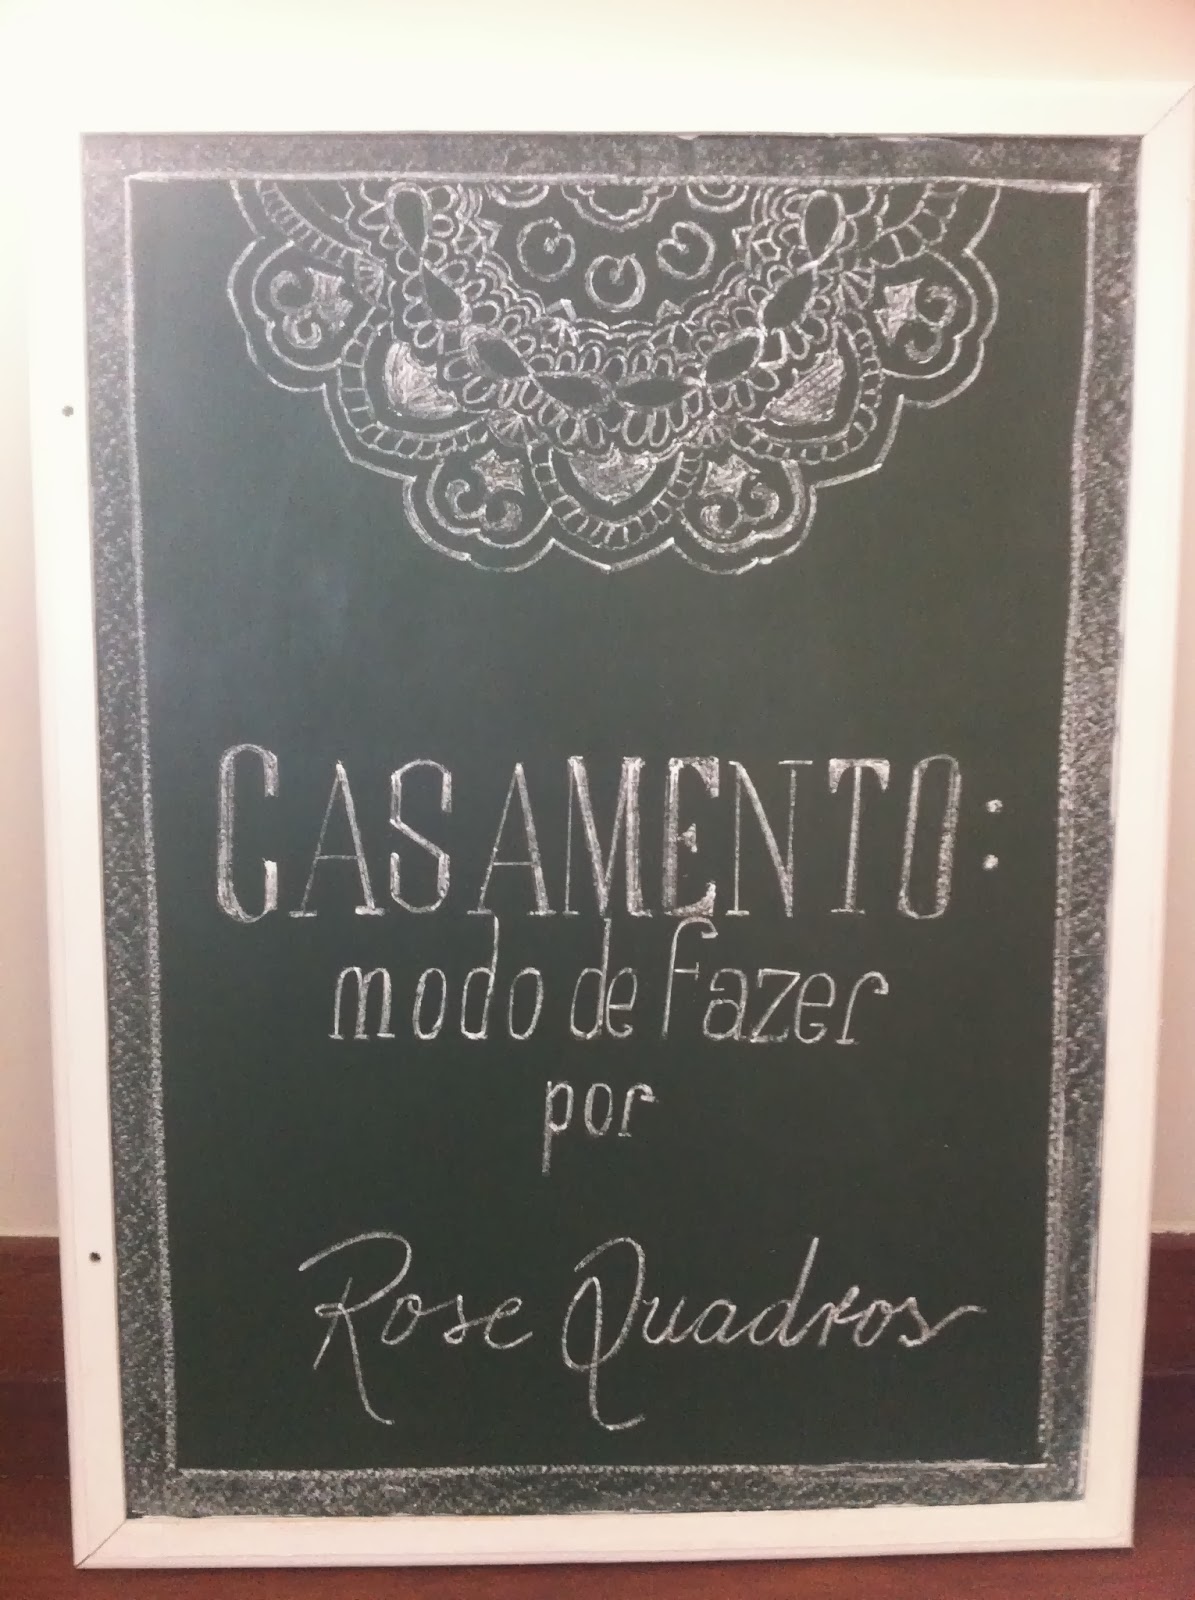 CASAMENTO:
modo de fazer
por
Rose Quadros